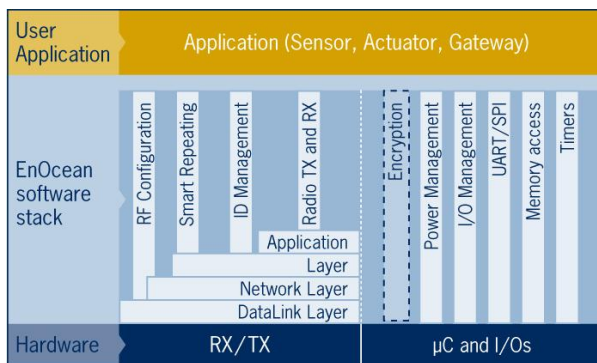 User
Application
Application (Sensor, Actuator, Gateway)
EnOcean
software
stack
RF Configuration
Smart Repeating
ID Management
Radio TX and RX
Encryption
Power Management
I/O Management
UART/SPI
Memory access
Timers
Application
Layer
Network Layer
DataLink Layer
Hardware
RX/TX
µC and I/Os